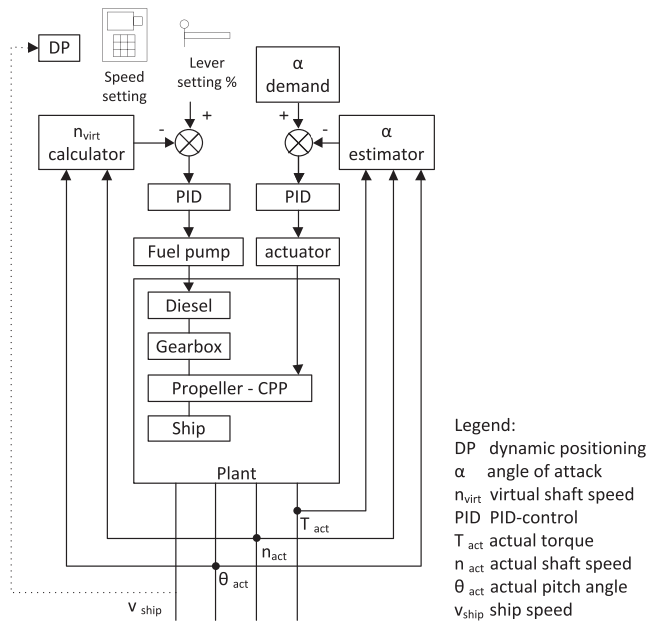 DP
Speed
setting
Lever
setting %
α
demand
+
+
-
-
n virt
calculator
α
estimator
PID
PID
Fuel pump
actuator
Diesel
Gearbox
Propeller - CPP
Ship
Plant
T act
n act
θ act
v ship
Legend:
DP dynamic positioning
α angle of attack
n virt virtual shaft speed
PID PID-control
T act actual torque
n act actual shaft speed
θ act actual pitch angle
v ship ship speed